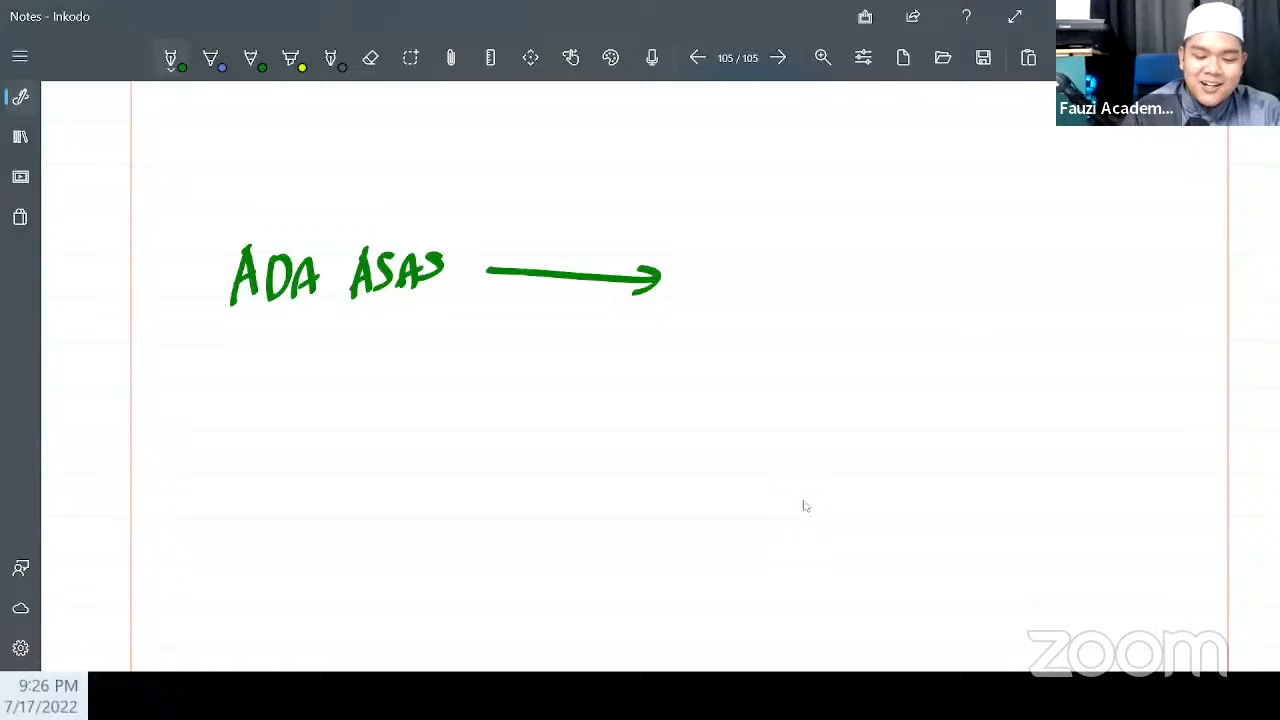 Notes - Inkodo
105 / 105
Fauzi Academ...
ADA ASAS
zoom
9:26 PM
7/17/2022